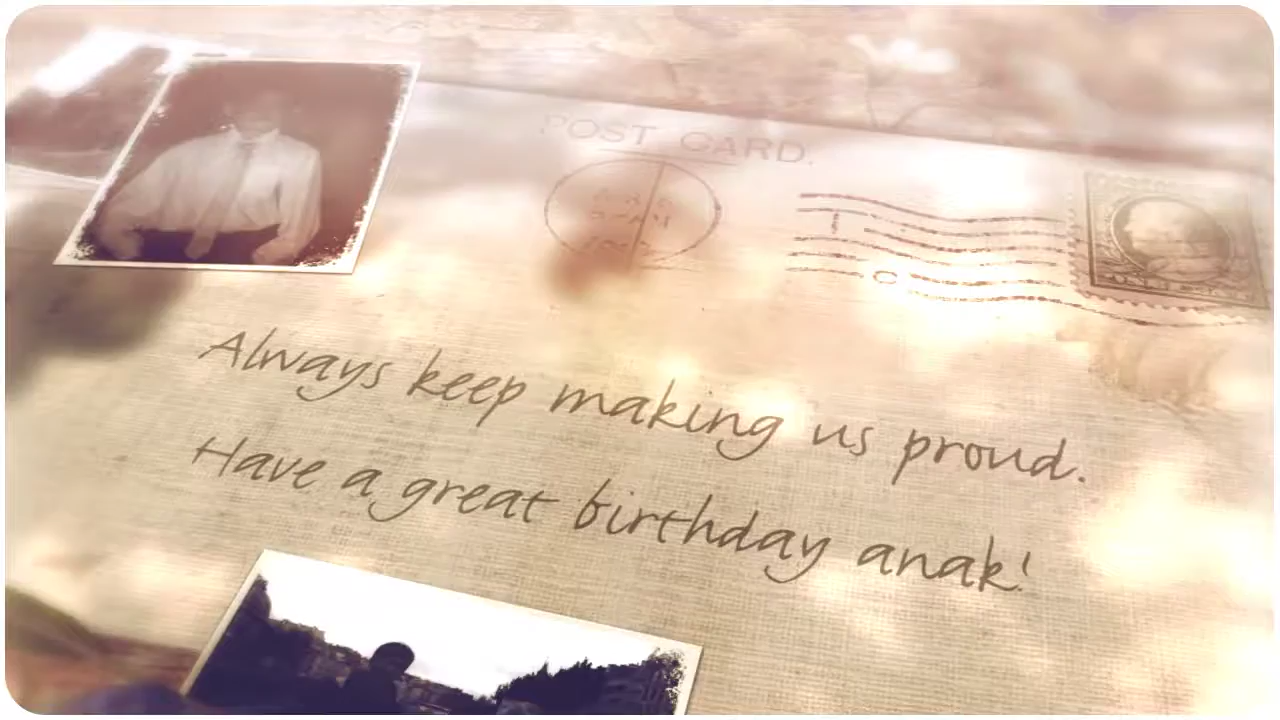 POST CARD.
Always keep making us proud.
Have a great birthday anak!